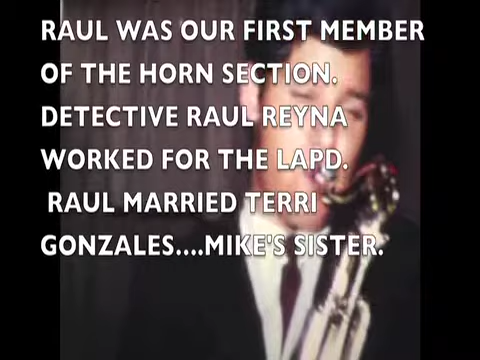 RAUL WAS OUR FIRST MEMBER
OF THE HORN SECTION.
DETECTIVE RAUL REYNA
WORKED FOR THE LAPD.
RAUL MARRIED TERRI
GONZALES....MIKE'S SISTER.